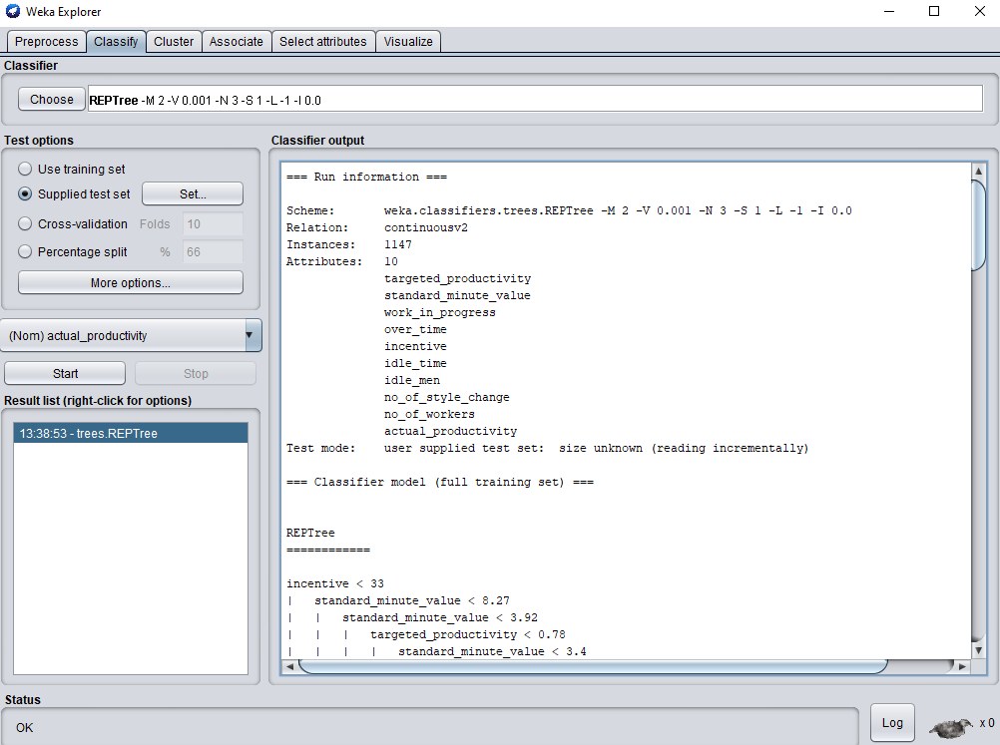 Weka Explorer
Preprocess Classify Cluster Associate Select attributes Visualize
Classifier
Choose REPTree -M 2 -V 0.001 -N 3 -S 1 -L -1 -I 0.0
Test options
Use training set
Supplied test set Set...
Cross-validation Folds 10
Percentage split % 66
More options...
(Nom) actual_productivity
Start Stop
Result list (right-click for options)
13:38:53 - trees.REPTree
Classifier output
=== Run information ===
Scheme: weka.classifiers.trees.REPTree -M 2 -V 0.001 -N 3 -S 1 -L -1 -I 0.0
Relation: continuousv2
Instances: 1147
Attributes: 10
targeted_productivity
standard_minute_value
work_in_progress
over_time
incentive
idle_time
idle_men
no_of_style_change
no_of_workers
actual_productivity
Test mode: user supplied test set: size unknown (reading incrementally)
=== Classifier model (full training set) ===
REPTree
============
incentive < 33
| standard_minute_value < 8.27
| | standard_minute_value < 3.92
| | | targeted_productivity < 0.78
| | | | standard_minute_value < 3.4
Status
OK
Log
x 0